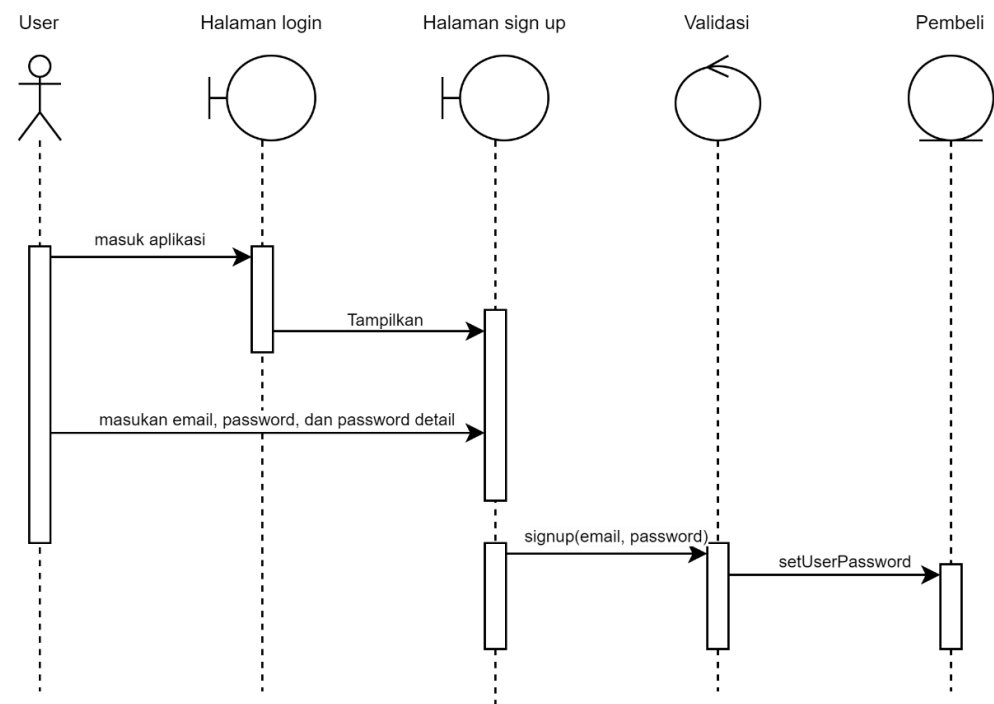 User
Halaman login
Halaman sign up
Validasi
Pembeli
masuk aplikasi
Tampilkan
masukan email, password, dan password detail
signup(email, password)
setUserPassword